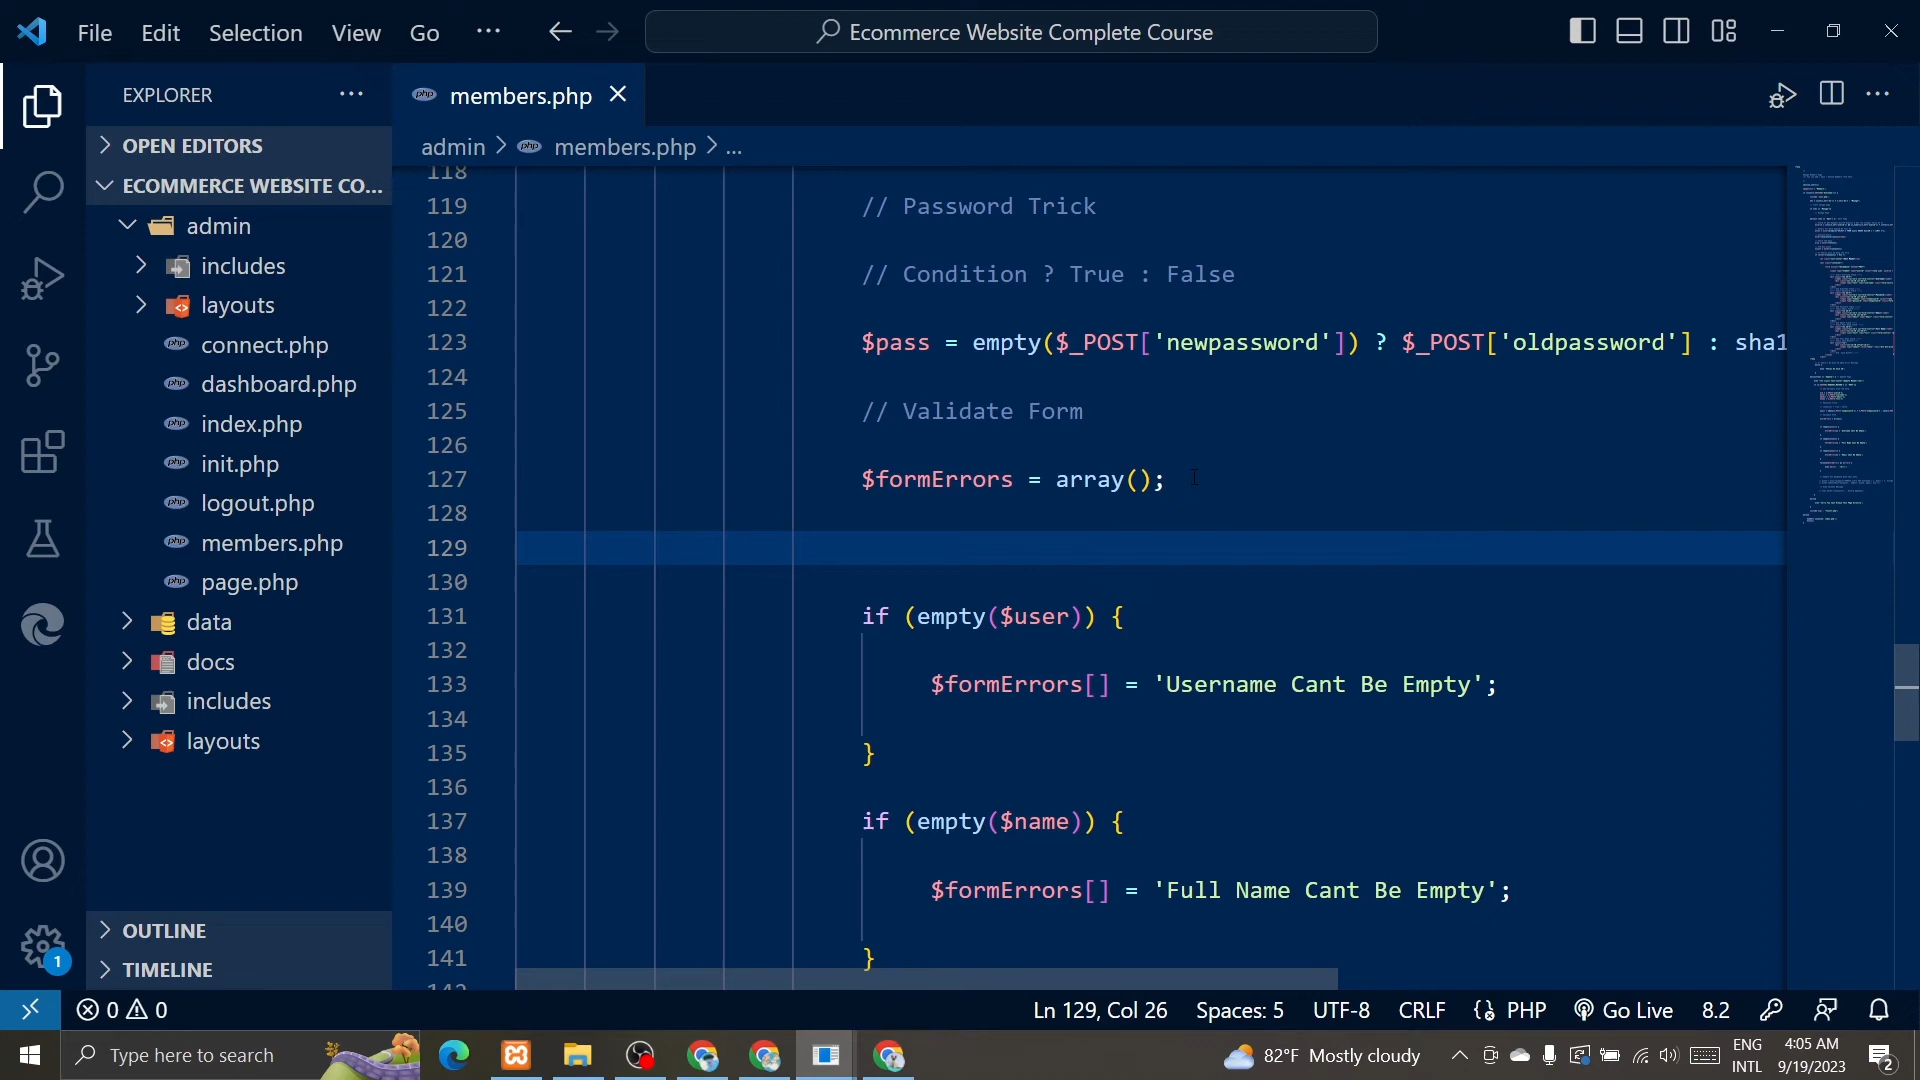 File Edit Selection View Go ···
Ecommerce Website Complete Course
EXPLORER
OPEN EDITORS
ECOMMERCE WEBSITE CO...
admin
includes
layouts
connect.php
dashboard.php
index.php
init.php
logout.php
members.php
page.php
data
docs
includes
layouts
OUTLINE
TIMELINE
1
php members.php
admin > php members.php > ...
118
119 // Password Trick
120
121 // Condition ? True : False
122
123 $pass = empty($_POST['newpassword']) ? $_POST['oldpassword'] : sha1
124
125 // Validate Form
126
127 $formErrors = array();
128
129
130
131 if (empty($user)) {
132
133 $formErrors[] = 'Username Cant Be Empty';
134
135 }
136
137 if (empty($name)) {
138
139 $formErrors[] = 'Full Name Cant Be Empty';
140
141 }
0 0
Ln 129, Col 26 Spaces: 5 UTF-8 CRLF PHP Go Live 8.2
Type here to search
82°F Mostly cloudy
ENG
INTL
4:05 AM
9/19/2023
2